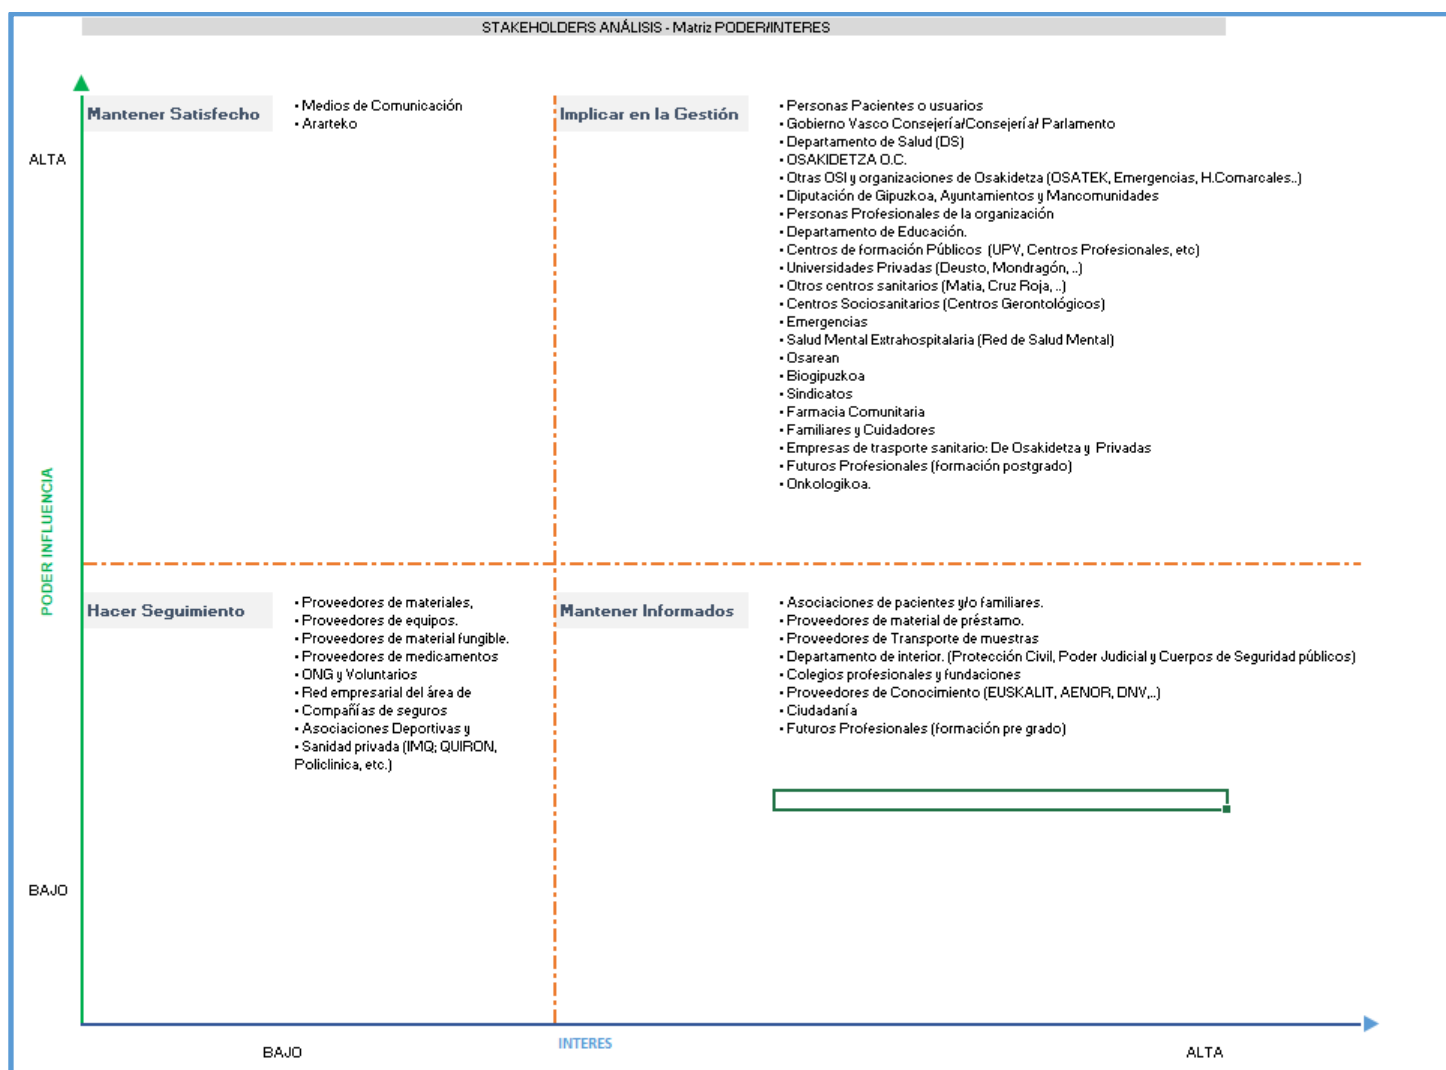 STAKEHOLDERS ANÁLISIS - Matriz PODER/INTERES
Mantener Satisfecho
• Medios de Comunicación
• Ararteko
Implicar en la Gestión
• Personas Pacientes o usuarios
• Gobierno Vasco Consejería/Consejería/ Parlamento
• Departamento de Salud (DS)
• OSAKIDETZA O.C.
• Otras OSI y organizaciones de Osakidetza (OSATEK, Emergencias, H.Comarcales..)
• Diputación de Gipuzkoa, Ayuntamientos y Mancomunidades
• Personas Profesionales de la organización
• Departamento de Educación.
• Centros de formación Públicos (UPV, Centros Profesionales, etc)
• Universidades Privadas (Deusto, Mondragón, ..)
• Otros centros sanitarios (Matia, Cruz Roja, ..)
• Centros Sociosanitarios (Centros Gerontológicos)
• Emergencias
• Salud Mental Extrahospitalaria (Red de Salud Mental)
• Osarean
• Biogipuzkoa
• Sindicatos
• Farmacia Comunitaria
• Familiares y Cuidadores
• Empresas de trasporte sanitario: De Osakidetza y Privadas
• Futuros Profesionales (formación postgrado)
• Onkologikoa.
ALTA
PODER INFLUENCIA
Hacer Seguimiento
• Proveedores de materiales,
• Proveedores de equipos.
• Proveedores de material fungible.
• Proveedores de medicamentos
• ONG y Voluntarios
• Red empresarial del área de
• Compañías de seguros
• Asociaciones Deportivas y
• Sanidad privada (IMQ; QUIRON,
Policlinica, etc.)
Mantener Informados
• Asociaciones de pacientes y/o familiares.
• Proveedores de material de préstamo.
• Proveedores de Transporte de muestras
• Departamento de interior. (Protección Civil, Poder Judicial y Cuerpos de Seguridad públicos)
• Colegios profesionales y fundaciones
• Proveedores de Conocimiento (EUSKALIT, AENOR, DNV,..)
• Ciudadanía
• Futuros Profesionales (formación pre grado)
BAJO
BAJO
INTERES
ALTA